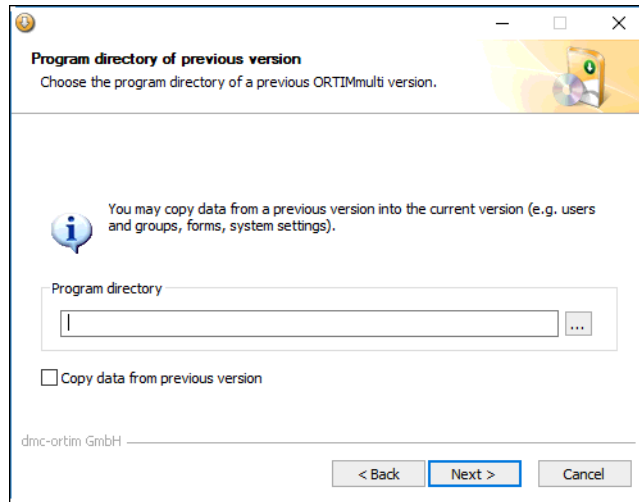 Program directory of previous version
Choose the program directory of a previous ORTIMmulti version.
You may copy data from a previous version into the current version (e.g. users
and groups, forms, system settings).
Program directory
...
Copy data from previous version
dmc-ortim GmbH
< Back
Next >
Cancel